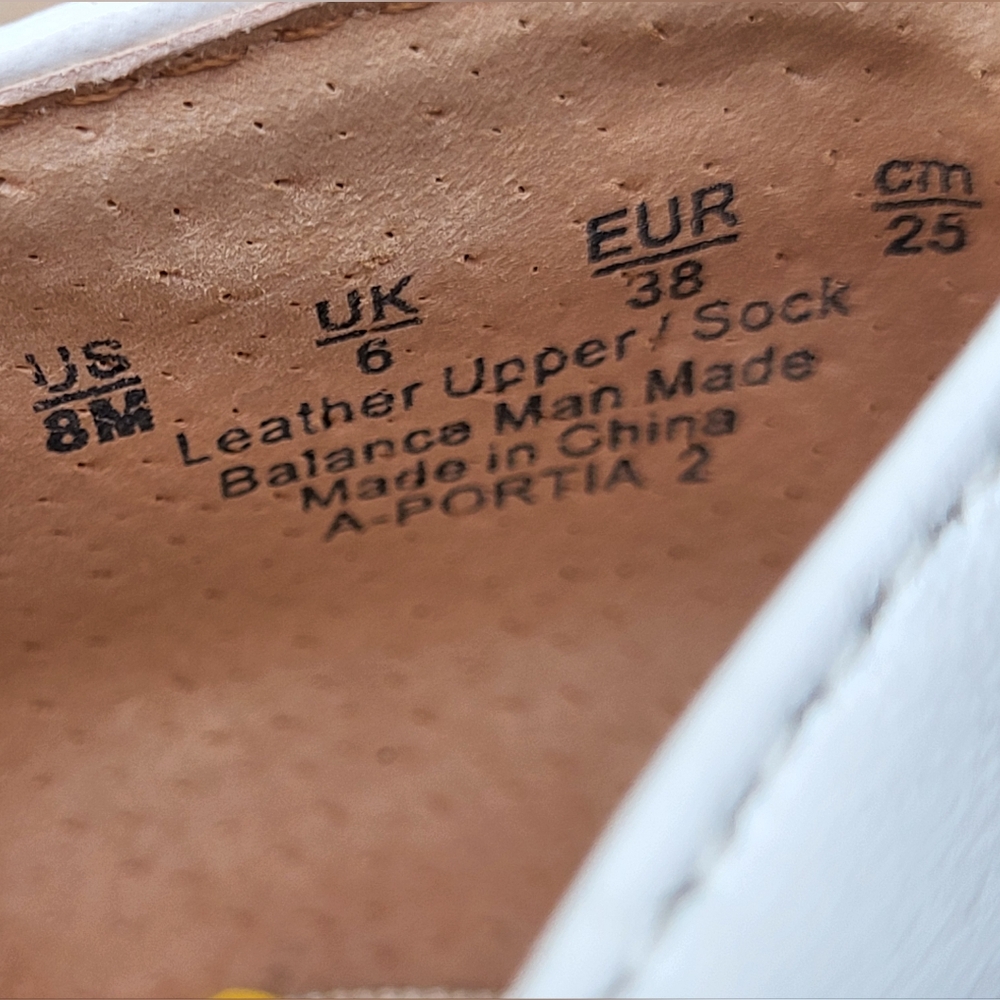 US UK EUR cm
8M 6 38 25
Leather Upper / Sock
Balance Man Made
Made in China
A-PORTIA 2